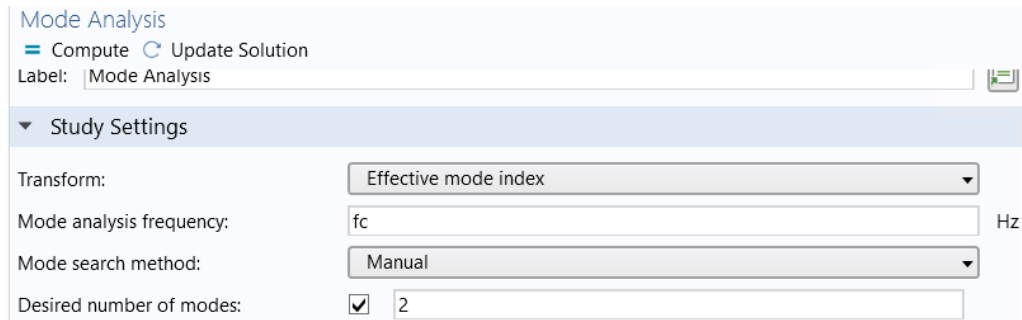 Mode Analysis
= Compute Update Solution
Label: Mode Analysis
Study Settings
Transform: Effective mode index
Mode analysis frequency: fc Hz
Mode search method: Manual
Desired number of modes: 2